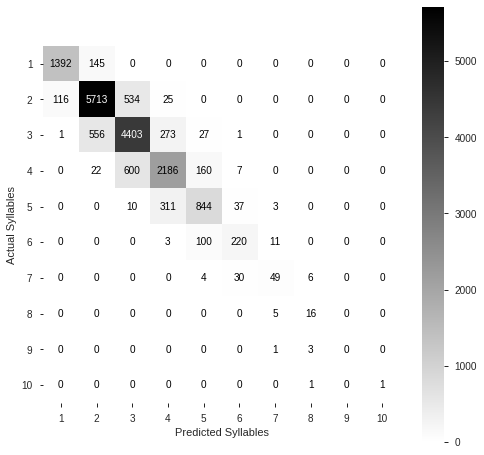 1 1392 145 0 0 0 0 0 0 0 0
2 116 5713 534 25 0 0 0 0 0 0
3 1 556 4403 273 27 1 0 0 0 0
4 0 22 600 2186 160 7 0 0 0 0
5 0 0 10 311 844 37 3 0 0 0
6 0 0 0 3 100 220 11 0 0 0
7 0 0 0 0 4 30 49 6 0 0
8 0 0 0 0 0 0 5 16 0 0
9 0 0 0 0 0 0 1 3 0 0
10 0 0 0 0 0 0 0 1 0 1
1 2 3 4 5 6 7 8 9 10
Predicted Syllables
Actual Syllables
5000
4000
3000
2000
1000
0